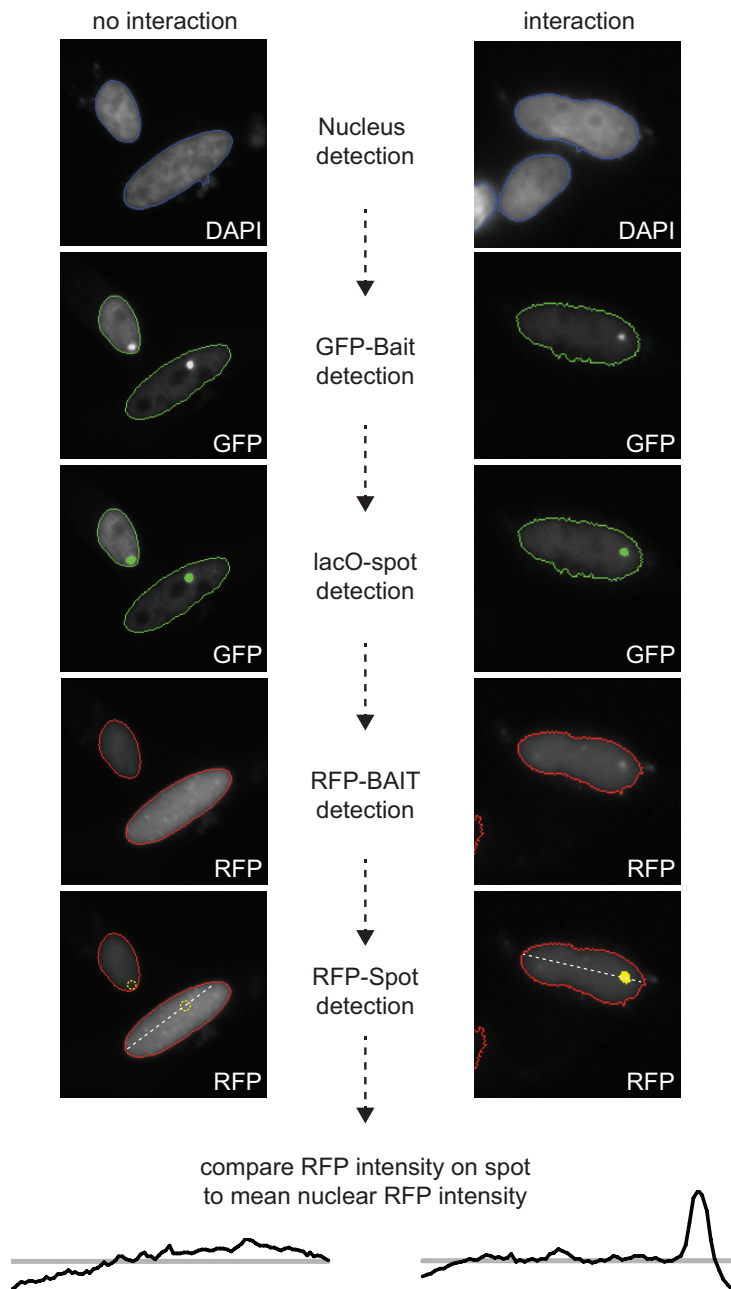 no interaction
interaction
DAPI
Nucleus
detection
DAPI
GFP
GFP-Bait
detection
GFP
GFP
lacO-spot
detection
GFP
RFP
RFP-BAIT
detection
RFP
RFP
RFP-Spot
detection
RFP
compare RFP intensity on spot
to mean nuclear RFP intensity